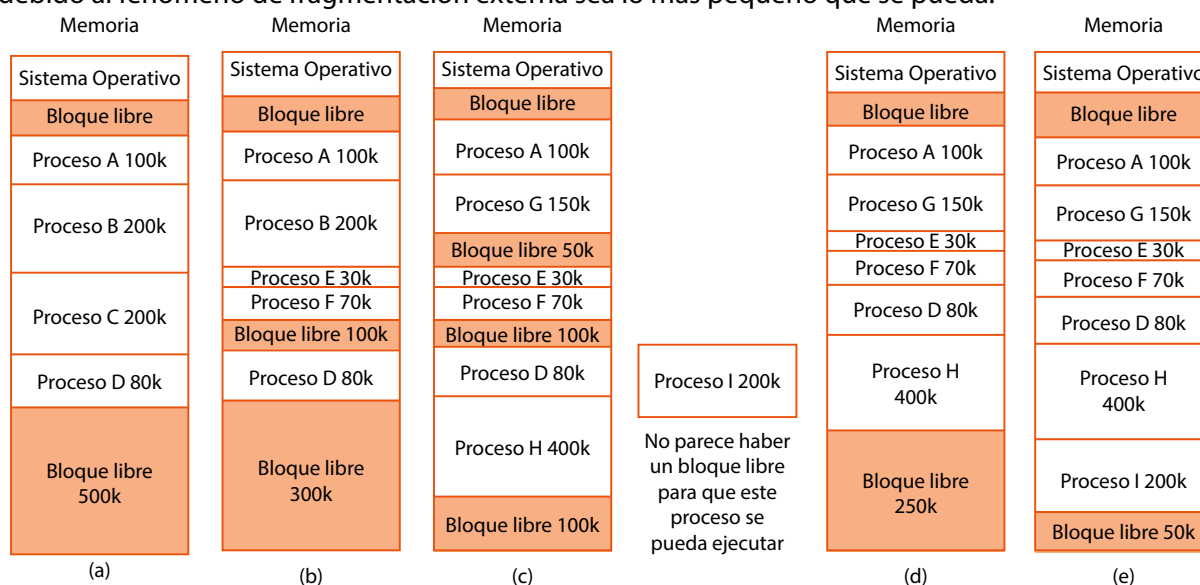 debido al fenómeno de fragmentación externa sea lo más pequeño que se pueda.
Memoria
Sistema Operativo
Bloque libre
Proceso A 100k
Proceso B 200k
Proceso C 200k
Proceso D 80k
Bloque libre
500k
(a)
Memoria
Sistema Operativo
Bloque libre
Proceso A 100k
Proceso B 200k
Proceso E 30k
Proceso F 70k
Bloque libre 100k
Proceso D 80k
Bloque libre
300k
(b)
Memoria
Sistema Operativo
Bloque libre
Proceso A 100k
Proceso G 150k
Bloque libre 50k
Proceso E 30k
Proceso F 70k
Bloque libre 100k
Proceso D 80k
Proceso H 400k
Bloque libre 100k
(c)
Proceso I 200k
No parece haber
un bloque libre
para que este
proceso se
pueda ejecutar
Memoria
Sistema Operativo
Bloque libre
Proceso A 100k
Proceso G 150k
Proceso E 30k
Proceso F 70k
Proceso D 80k
Proceso H
400k
Bloque libre
250k
(d)
Memoria
Sistema Operativo
Bloque libre
Proceso A 100k
Proceso G 150k
Proceso E 30k
Proceso F 70k
Proceso D 80k
Proceso H
400k
Proceso I 200k
Bloque libre 50k
(e)